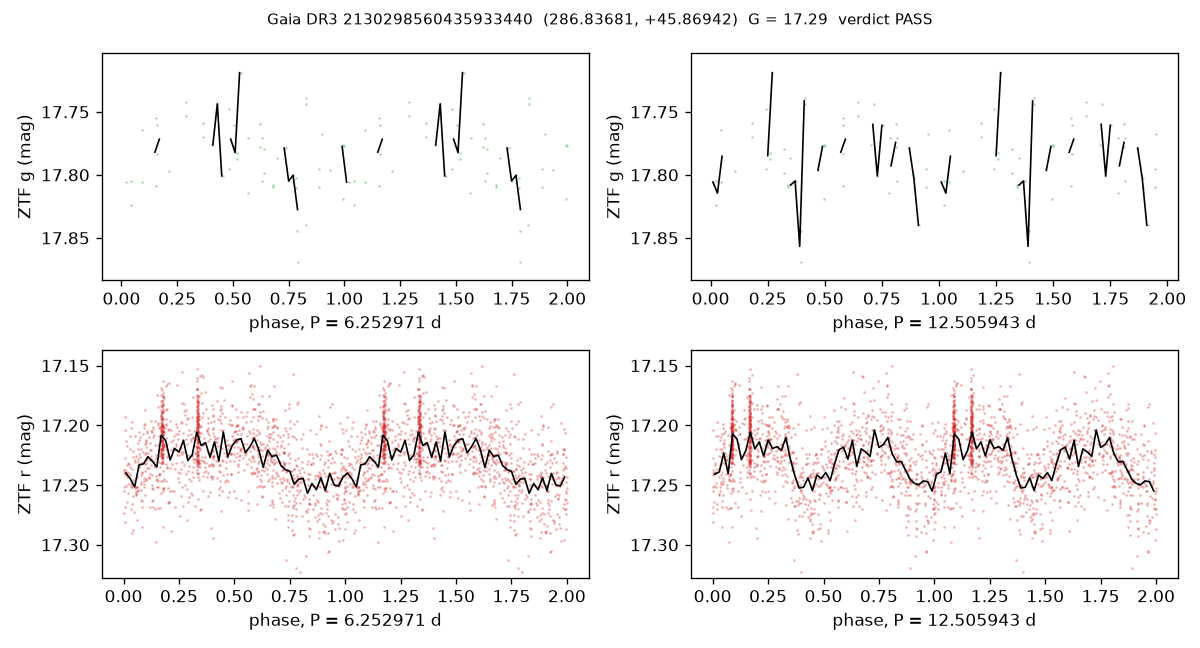 Gaia DR3 2130298560435933440  (286.83681, +45.86942)  G = 17.29  verdict PASS
ZTF g (mag)
17.75
17.80
17.85
0.00 0.25 0.50 0.75 1.00 1.25 1.50 1.75 2.00
phase, P = 6.252971 d
ZTF g (mag)
17.75
17.80
17.85
0.00 0.25 0.50 0.75 1.00 1.25 1.50 1.75 2.00
phase, P = 12.505943 d
ZTF r (mag)
17.15
17.20
17.25
17.30
0.00 0.25 0.50 0.75 1.00 1.25 1.50 1.75 2.00
phase, P = 6.252971 d
ZTF r (mag)
17.15
17.20
17.25
17.30
0.00 0.25 0.50 0.75 1.00 1.25 1.50 1.75 2.00
phase, P = 12.505943 d